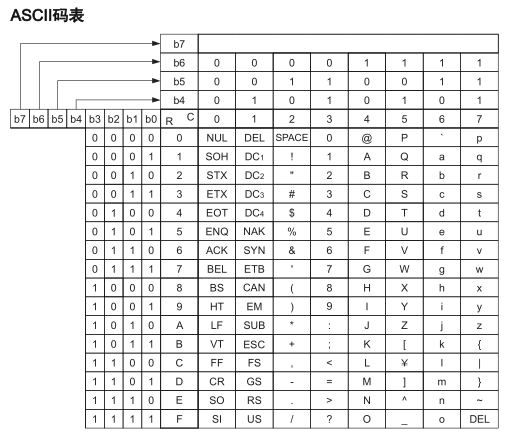 ASCII码表
b7
b6 0 0 0 0 1 1 1 1
b5 0 0 1 1 0 0 1 1
b4 0 1 0 1 0 1 0 1
b7 b6 b5 b4 b3 b2 b1 b0 R C 0 1 2 3 4 5 6 7
0 0 0 0 0 NUL DEL SPACE 0 @ P ` p
0 0 0 1 1 SOH DC1 ! 1 A Q a q
0 0 1 0 2 STX DC2 " 2 B R b r
0 0 1 1 3 ETX DC3 # 3 C S c s
0 1 0 0 4 EOT DC4 $ 4 D T d t
0 1 0 1 5 ENQ NAK % 5 E U e u
0 1 1 0 6 ACK SYN & 6 F V f v
0 1 1 1 7 BEL ETB ' 7 G W g w
1 0 0 0 8 BS CAN ( 8 H X h x
1 0 0 1 9 HT EM ) 9 I Y i y
1 0 1 0 A LF SUB * : J Z j z
1 0 1 1 B VT ESC + ; K [ k {
1 1 0 0 C FF FS , < L ¥ l |
1 1 0 1 D CR GS - = M ] m }
1 1 1 0 E SO RS . > N ^ n ~
1 1 1 1 F SI US / ? O _ o DEL